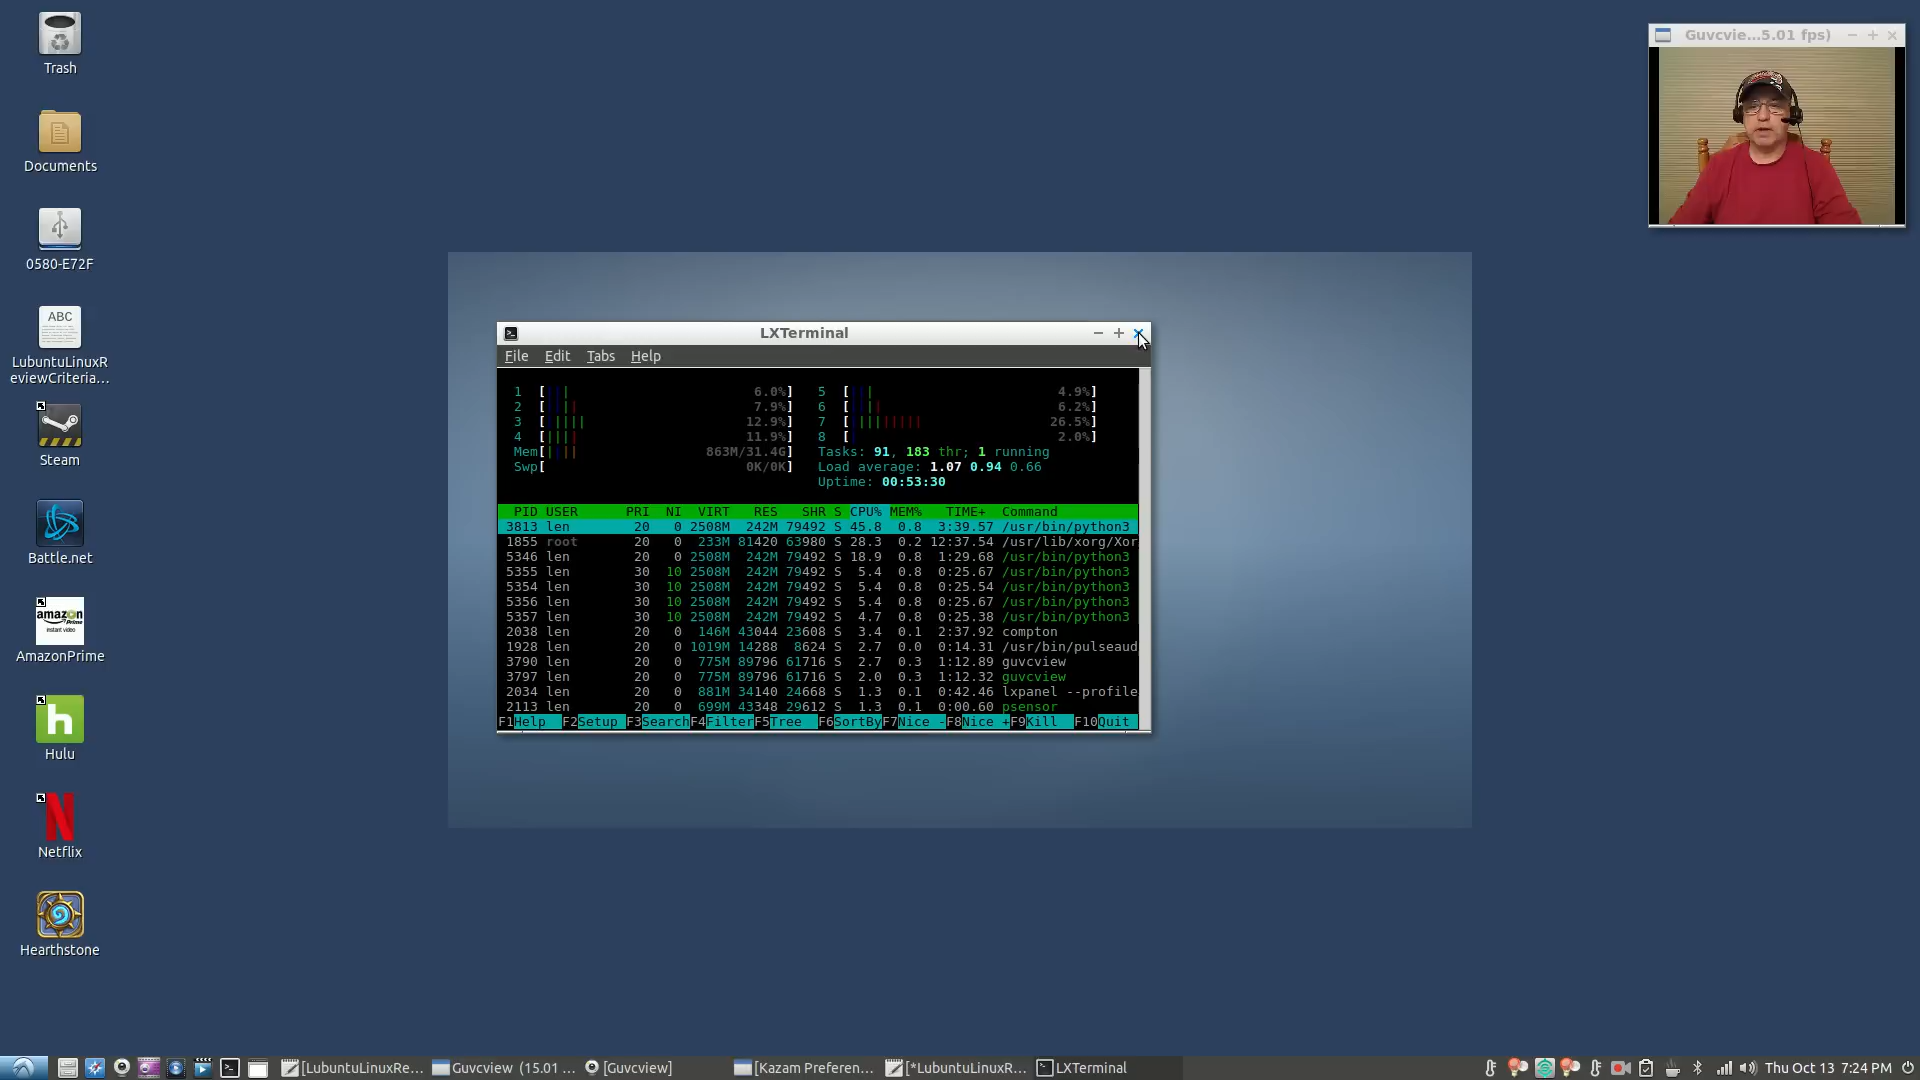 Trash
Documents
0580-E72F
ABC
LubuntuLinuxR
eviewCriteria...
Steam
Battle.net
amazon
Prime
instant video
AmazonPrime
h
Hulu
N
Netflix
Hearthstone
Guvcvie...5.01 fps)
LXTerminal
File Edit Tabs Help
1 [ 6.0%] 5 [ 4.9%]
2 [ 7.9%] 6 [ 6.2%]
3 [ 12.9%] 7 [ 26.5%]
4 [ 11.9%] 8 [ 2.0%]
Mem[ 863M/31.4G] Tasks: 91, 183 thr; 1 running
Swp[ 0K/0K] Load average: 1.07 0.94 0.66
Uptime: 00:53:30
PID USER PRI NI VIRT RES SHR S CPU% MEM% TIME+ Command
3813 len 20 0 2508M 242M 79492 S 45.8 0.8 3:39.57 /usr/bin/python3
1855 root 20 0 233M 81420 63980 S 28.3 0.2 12:37.54 /usr/lib/xorg/Xor
5346 len 20 0 2508M 242M 79492 S 18.9 0.8 1:29.68 /usr/bin/python3
5355 len 30 10 2508M 242M 79492 S 5.4 0.8 0:25.67 /usr/bin/python3
5354 len 30 10 2508M 242M 79492 S 5.4 0.8 0:25.54 /usr/bin/python3
5356 len 30 10 2508M 242M 79492 S 5.4 0.8 0:25.67 /usr/bin/python3
5357 len 30 10 2508M 242M 79492 S 4.7 0.8 0:25.38 /usr/bin/python3
2038 len 20 0 146M 43044 23608 S 3.4 0.1 2:37.92 compton
1928 len 20 0 1019M 14288 8624 S 2.7 0.0 0:14.31 /usr/bin/pulseaud
3790 len 20 0 775M 89796 61716 S 2.7 0.3 1:12.89 guvcview
3797 len 20 0 775M 89796 61716 S 2.0 0.3 1:12.32 guvcview
2034 len 20 0 881M 34140 24668 S 1.3 0.1 0:42.46 lxpanel --profile
2113 len 20 0 699M 43348 29612 S 1.3 0.1 0:00.60 psensor
F1Help F2Setup F3SearchF4FilterF5Tree F6SortByF7Nice -F8Nice +F9Kill F10Quit
[LubuntuLinuxRe... Guvcview (15.01 ... [Guvcview] [Kazam Preferen... [*LubuntuLinuxR... LXTerminal Thu Oct 13 7:24 PM